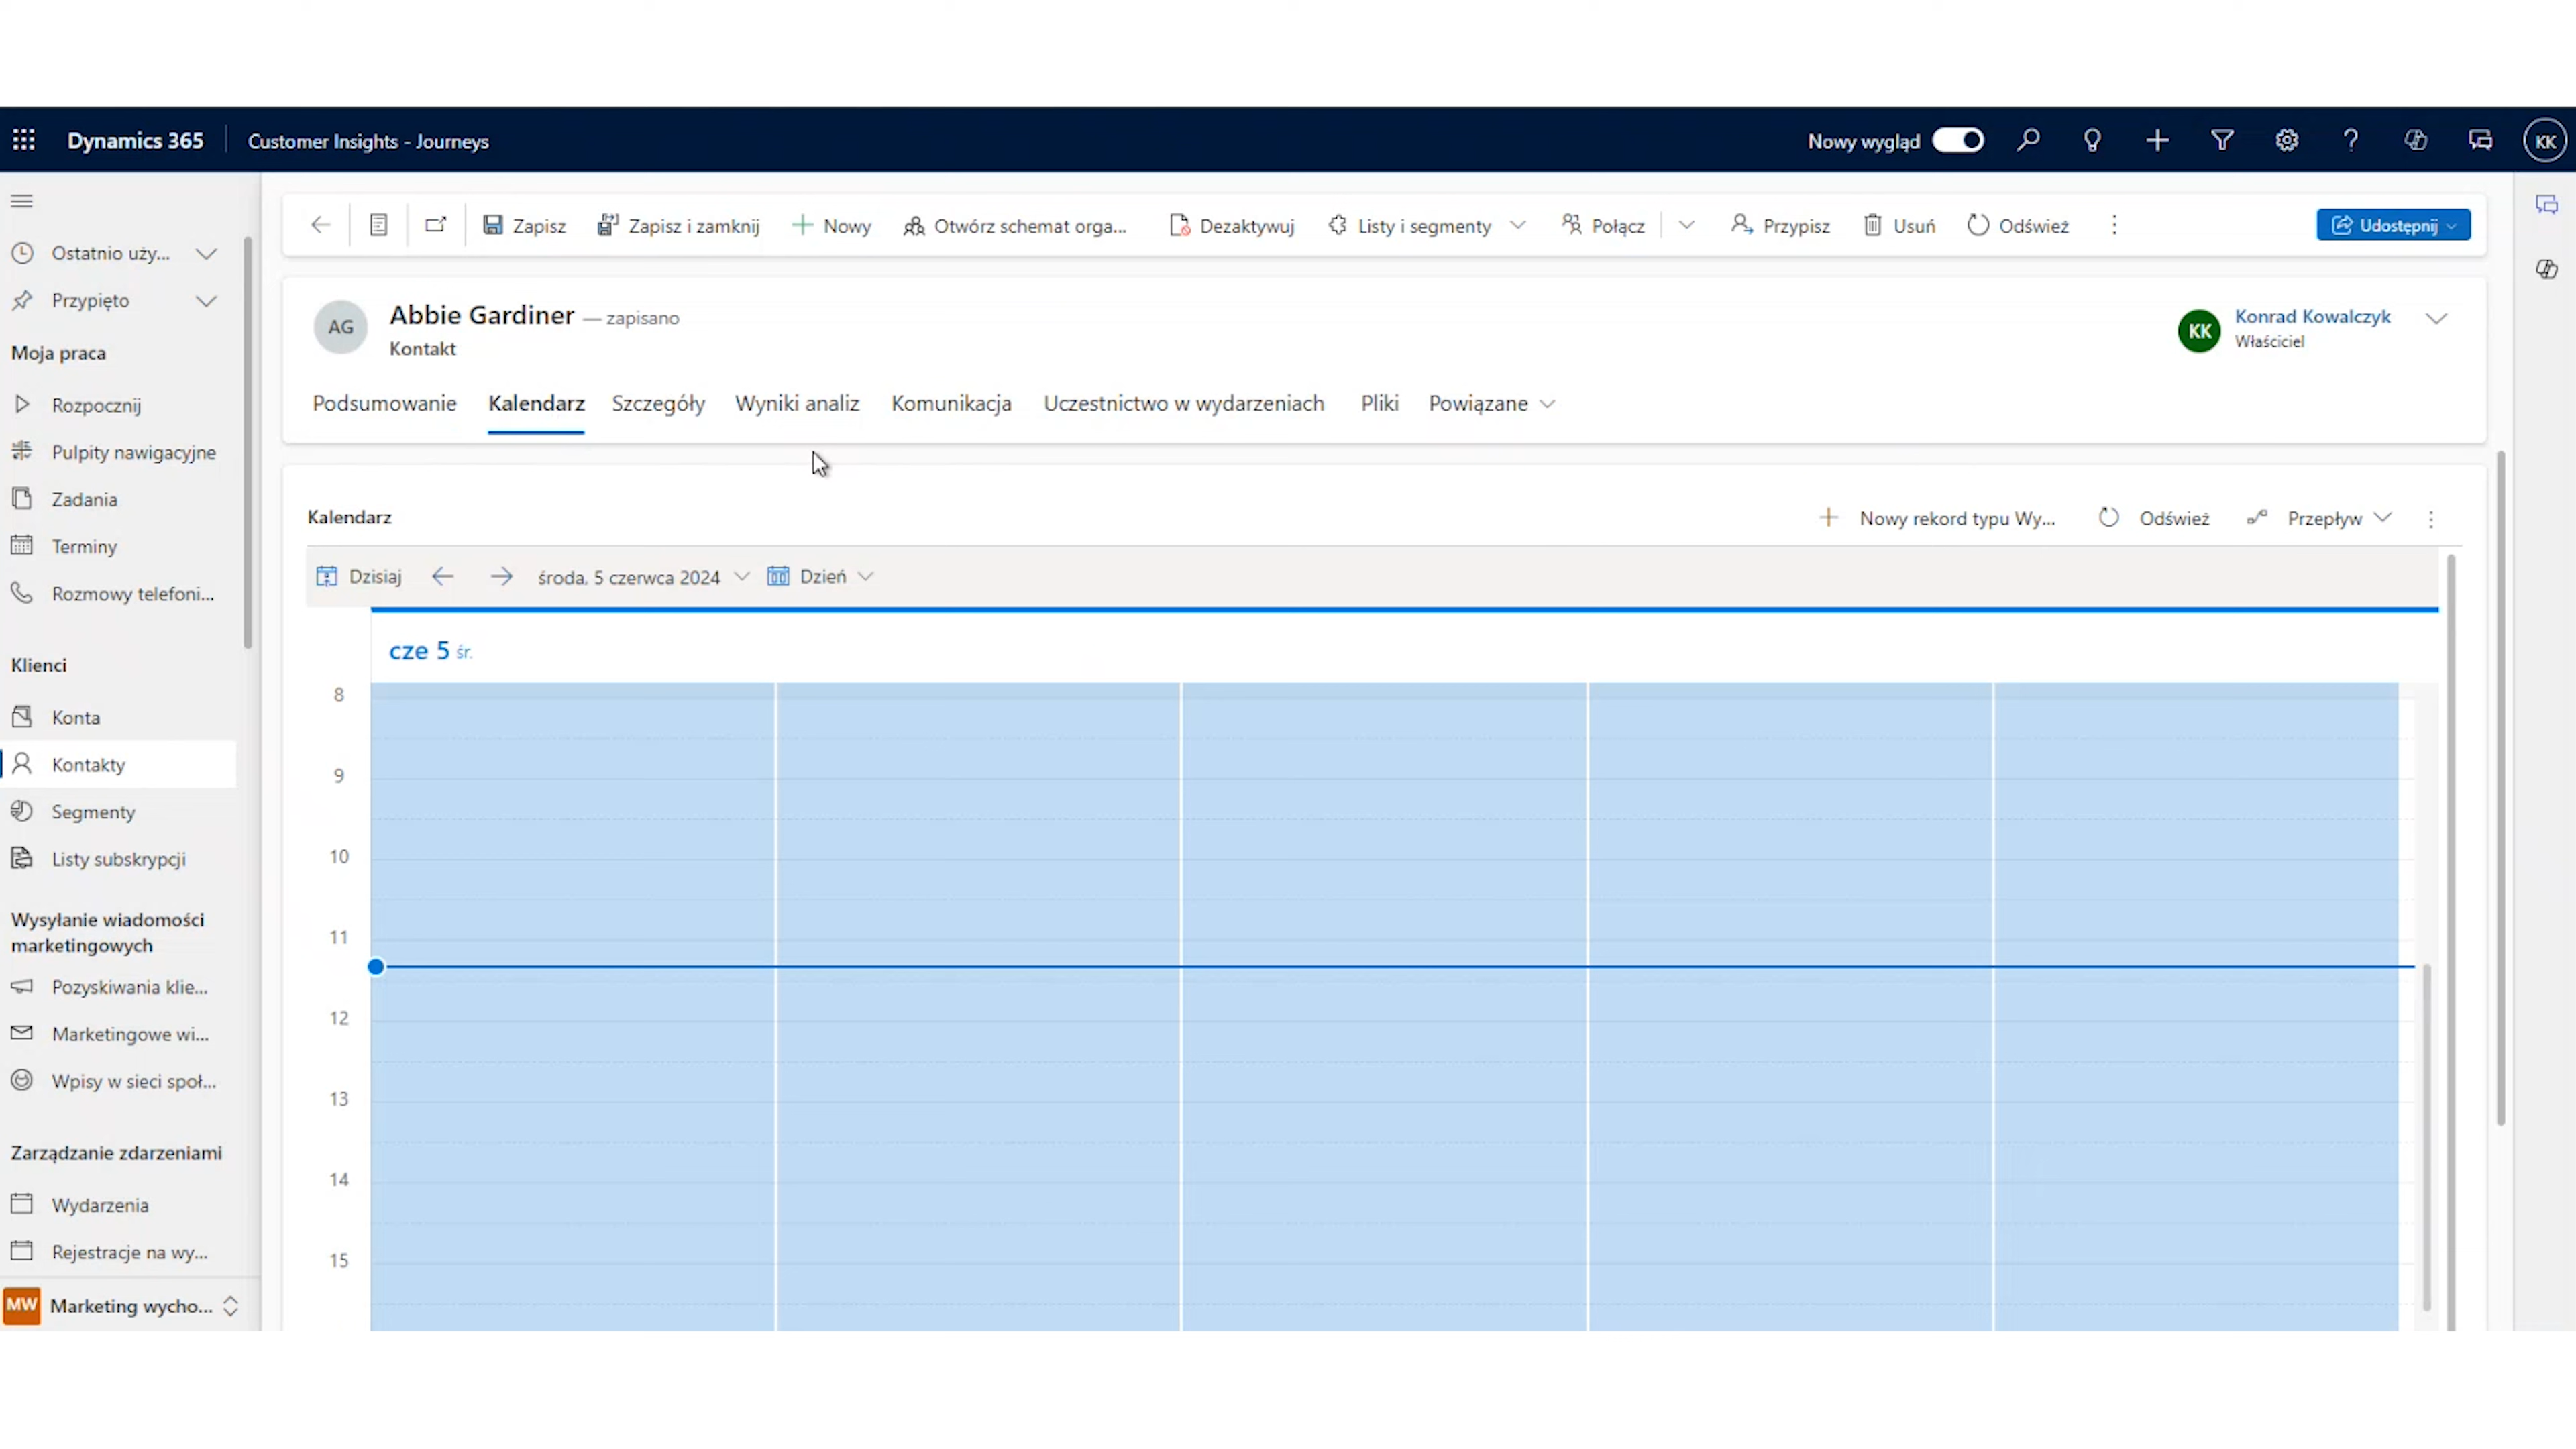 Dynamics 365
Customer Insights - Journeys
Nowy wygląd
KK
Zapisz
Zapisz i zamknij
Nowy
Otwórz schemat orga...
Dezaktywuj
Listy i segmenty
Połącz
Przypisz
Usuń
Odśwież
Udostępnij
Ostatnio uży...
Przypięto
Moja praca
Rozpocznij
Pulpity nawigacyjne
Zadania
Terminy
Rozmowy telefoni...
Klienci
Konta
Kontakty
Segmenty
Listy subskrypcji
Wysyłanie wiadomości
marketingowych
Pozyskiwania klie...
Marketingowe wi...
Wpisy w sieci społ...
Zarządzanie zdarzeniami
Wydarzenia
Rejestracje na wy...
MW
Marketing wycho...
AG
Abbie Gardiner
— zapisano
Kontakt
KK
Konrad Kowalczyk
Właściciel
Podsumowanie
Kalendarz
Szczegóły
Wyniki analiz
Komunikacja
Uczestnictwo w wydarzeniach
Pliki
Powiązane
Kalendarz
Nowy rekord typu Wy...
Odśwież
Przepływ
Dzisiaj
środa, 5 czerwca 2024
Dzień
cze 5 śr.
8
9
10
11
12
13
14
15